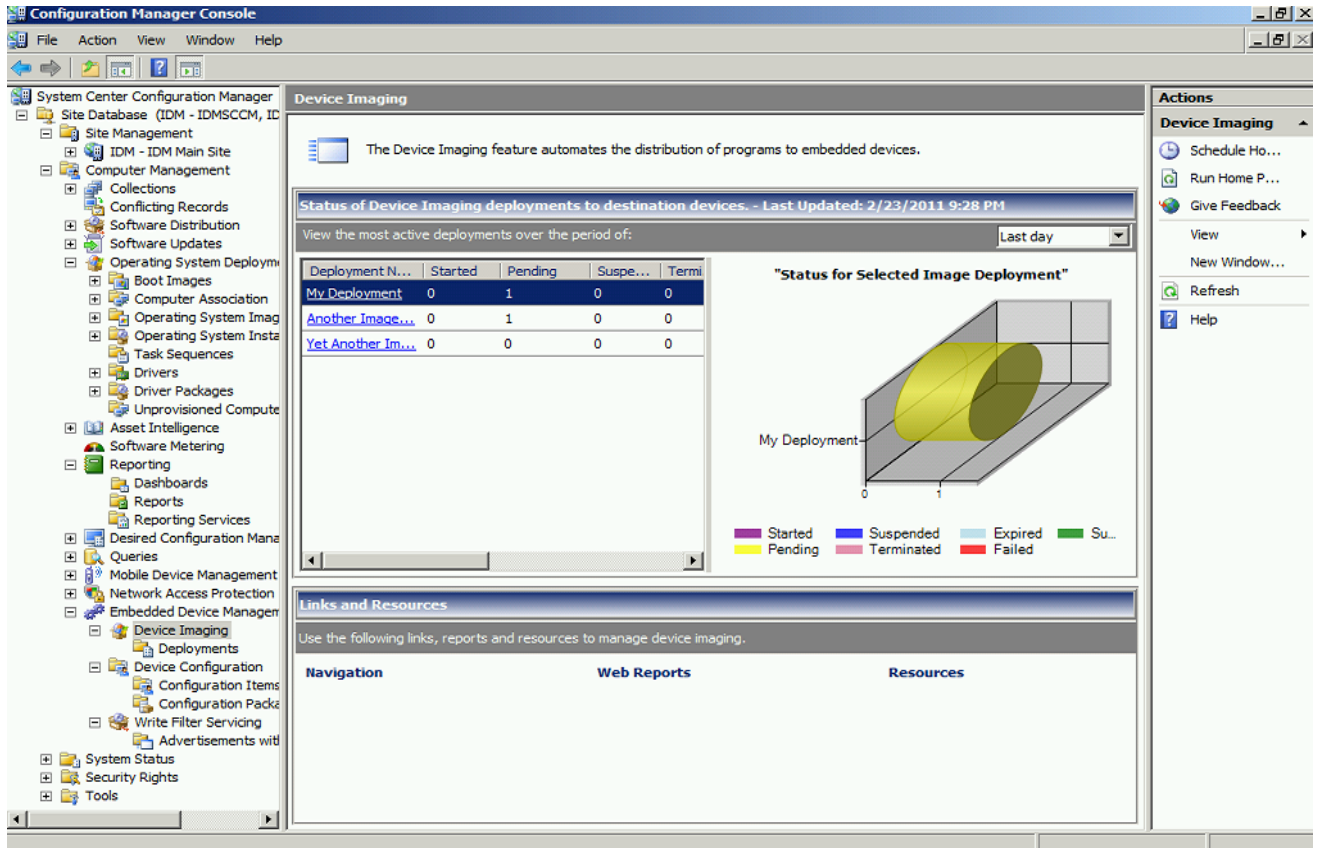 Configuration Manager Console
File Action View Window Help
System Center Configuration Manager
Site Database (IDM - IDMSCCM, ID
Site Management
IDM - IDM Main Site
Computer Management
Collections
Conflicting Records
Software Distribution
Software Updates
Operating System Deployme
Boot Images
Computer Association
Operating System Imag
Operating System Insta
Task Sequences
Drivers
Driver Packages
Unprovisioned Compute
Asset Intelligence
Software Metering
Reporting
Dashboards
Reports
Reporting Services
Desired Configuration Mana
Queries
Mobile Device Management
Network Access Protection
Embedded Device Managem
Device Imaging
Deployments
Device Configuration
Configuration Items
Configuration Packa
Write Filter Servicing
Advertisements with
System Status
Security Rights
Tools
Device Imaging
The Device Imaging feature automates the distribution of programs to embedded devices.
Status of Device Imaging deployments to destination devices. - Last Updated: 2/23/2011 9:28 PM
View the most active deployments over the period of: Last day
Deployment N... Started Pending Suspe... Termi
My Deployment 0 1 0 0
Another Image... 0 1 0 0
Yet Another Im... 0 0 0 0
"Status for Selected Image Deployment"
My Deployment
0 1
Started Suspended Expired Su...
Pending Terminated Failed
Links and Resources
Use the following links, reports and resources to manage device imaging.
Navigation Web Reports Resources
Actions
Device Imaging
Schedule Ho...
Run Home P...
Give Feedback
View
New Window...
Refresh
Help